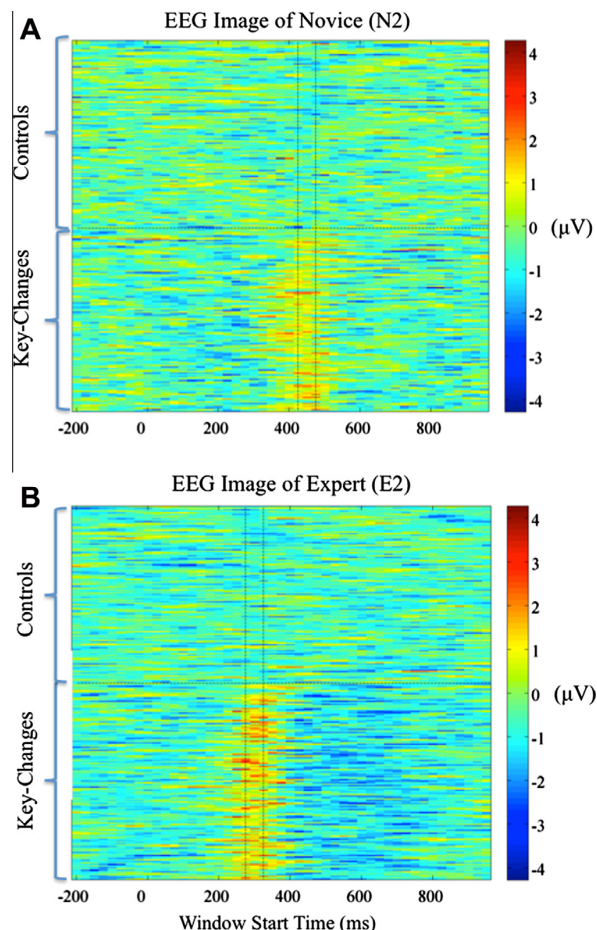 A
EEG Image of Novice (N2)
Controls
Key-Changes
4
3
2
1
0
-1
-2
-3
-4
(μV)
-200 0 200 400 600 800
B
EEG Image of Expert (E2)
Controls
Key-Changes
4
3
2
1
0
-1
-2
-3
-4
(μV)
-200 0 200 400 600 800
Window Start Time (ms)